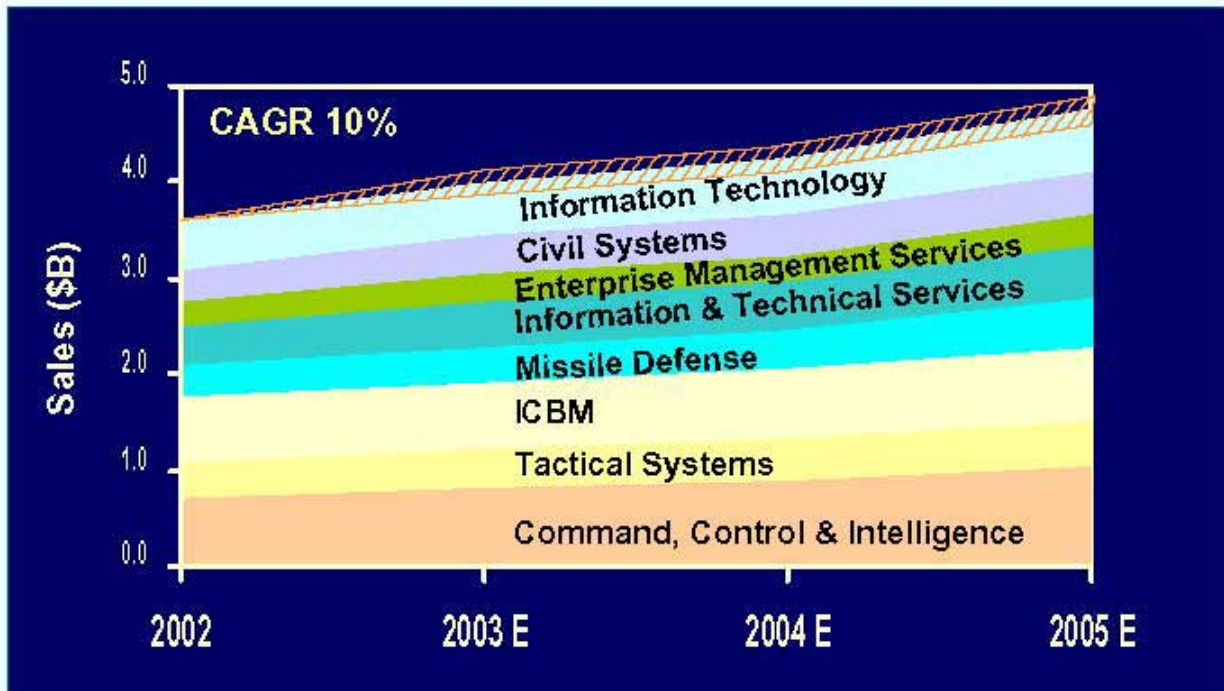 5.0
CAGR 10%
4.0
Information Technology
Civil Systems
3.0
Enterprise Management Services
Information & Technical Services
2.0
Missile Defense
ICBM
1.0
Tactical Systems
Command, Control & Intelligence
0.0
Sales ($B)
2002 2003 E 2004 E 2005 E